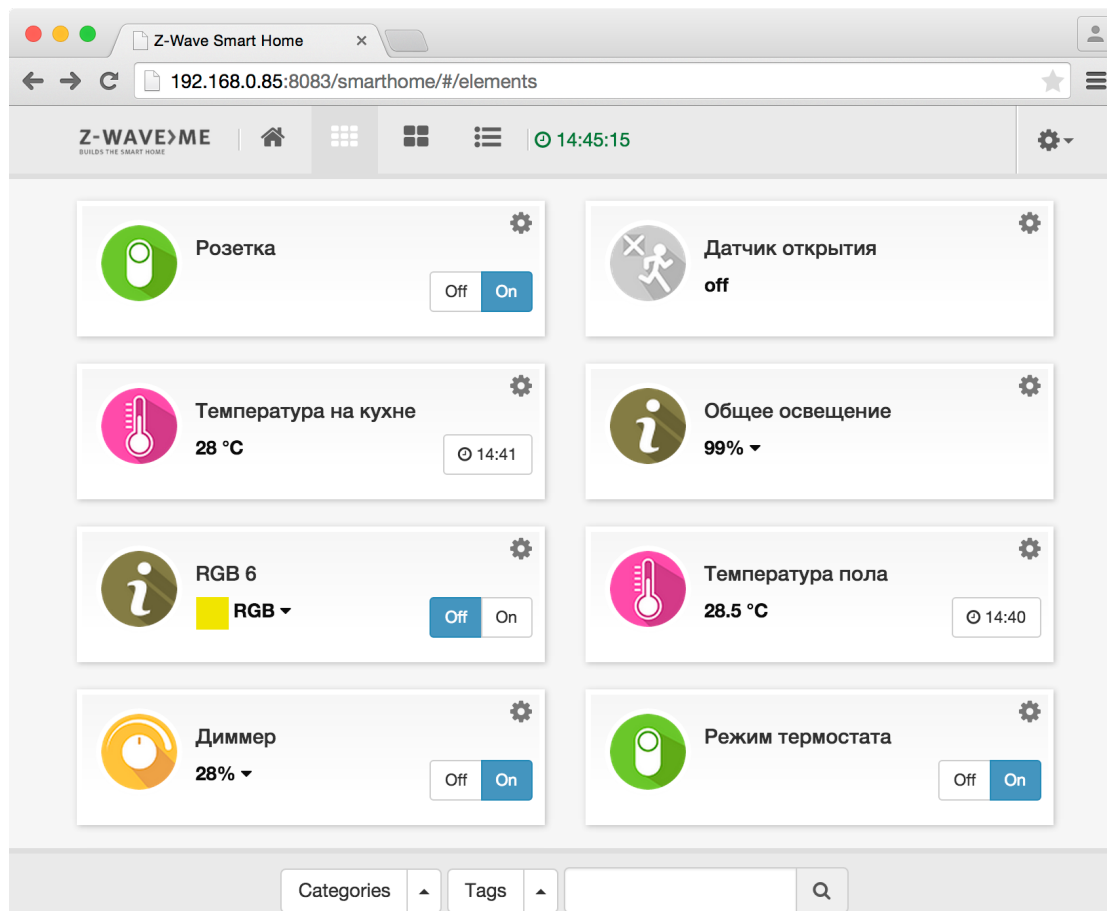 Z-Wave Smart Home
192.168.0.85:8083/smarthome/#/elements
Z-WAVE>ME
BUILDS THE SMART HOME
14:45:15
Розетка
Off On
Датчик открытия
off
Температура на кухне
28 °C
14:41
Общее освещение
99%
RGB 6
RGB
Off On
Температура пола
28.5 °C
14:40
Диммер
28%
Off On
Режим термостата
Off On
Categories
Tags